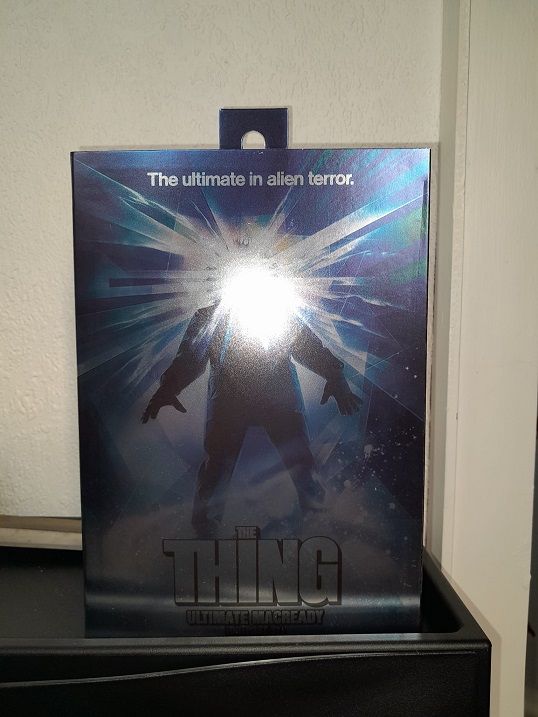 The ultimate in alien terror.
THE
THING
ULTIMATE MACREADY